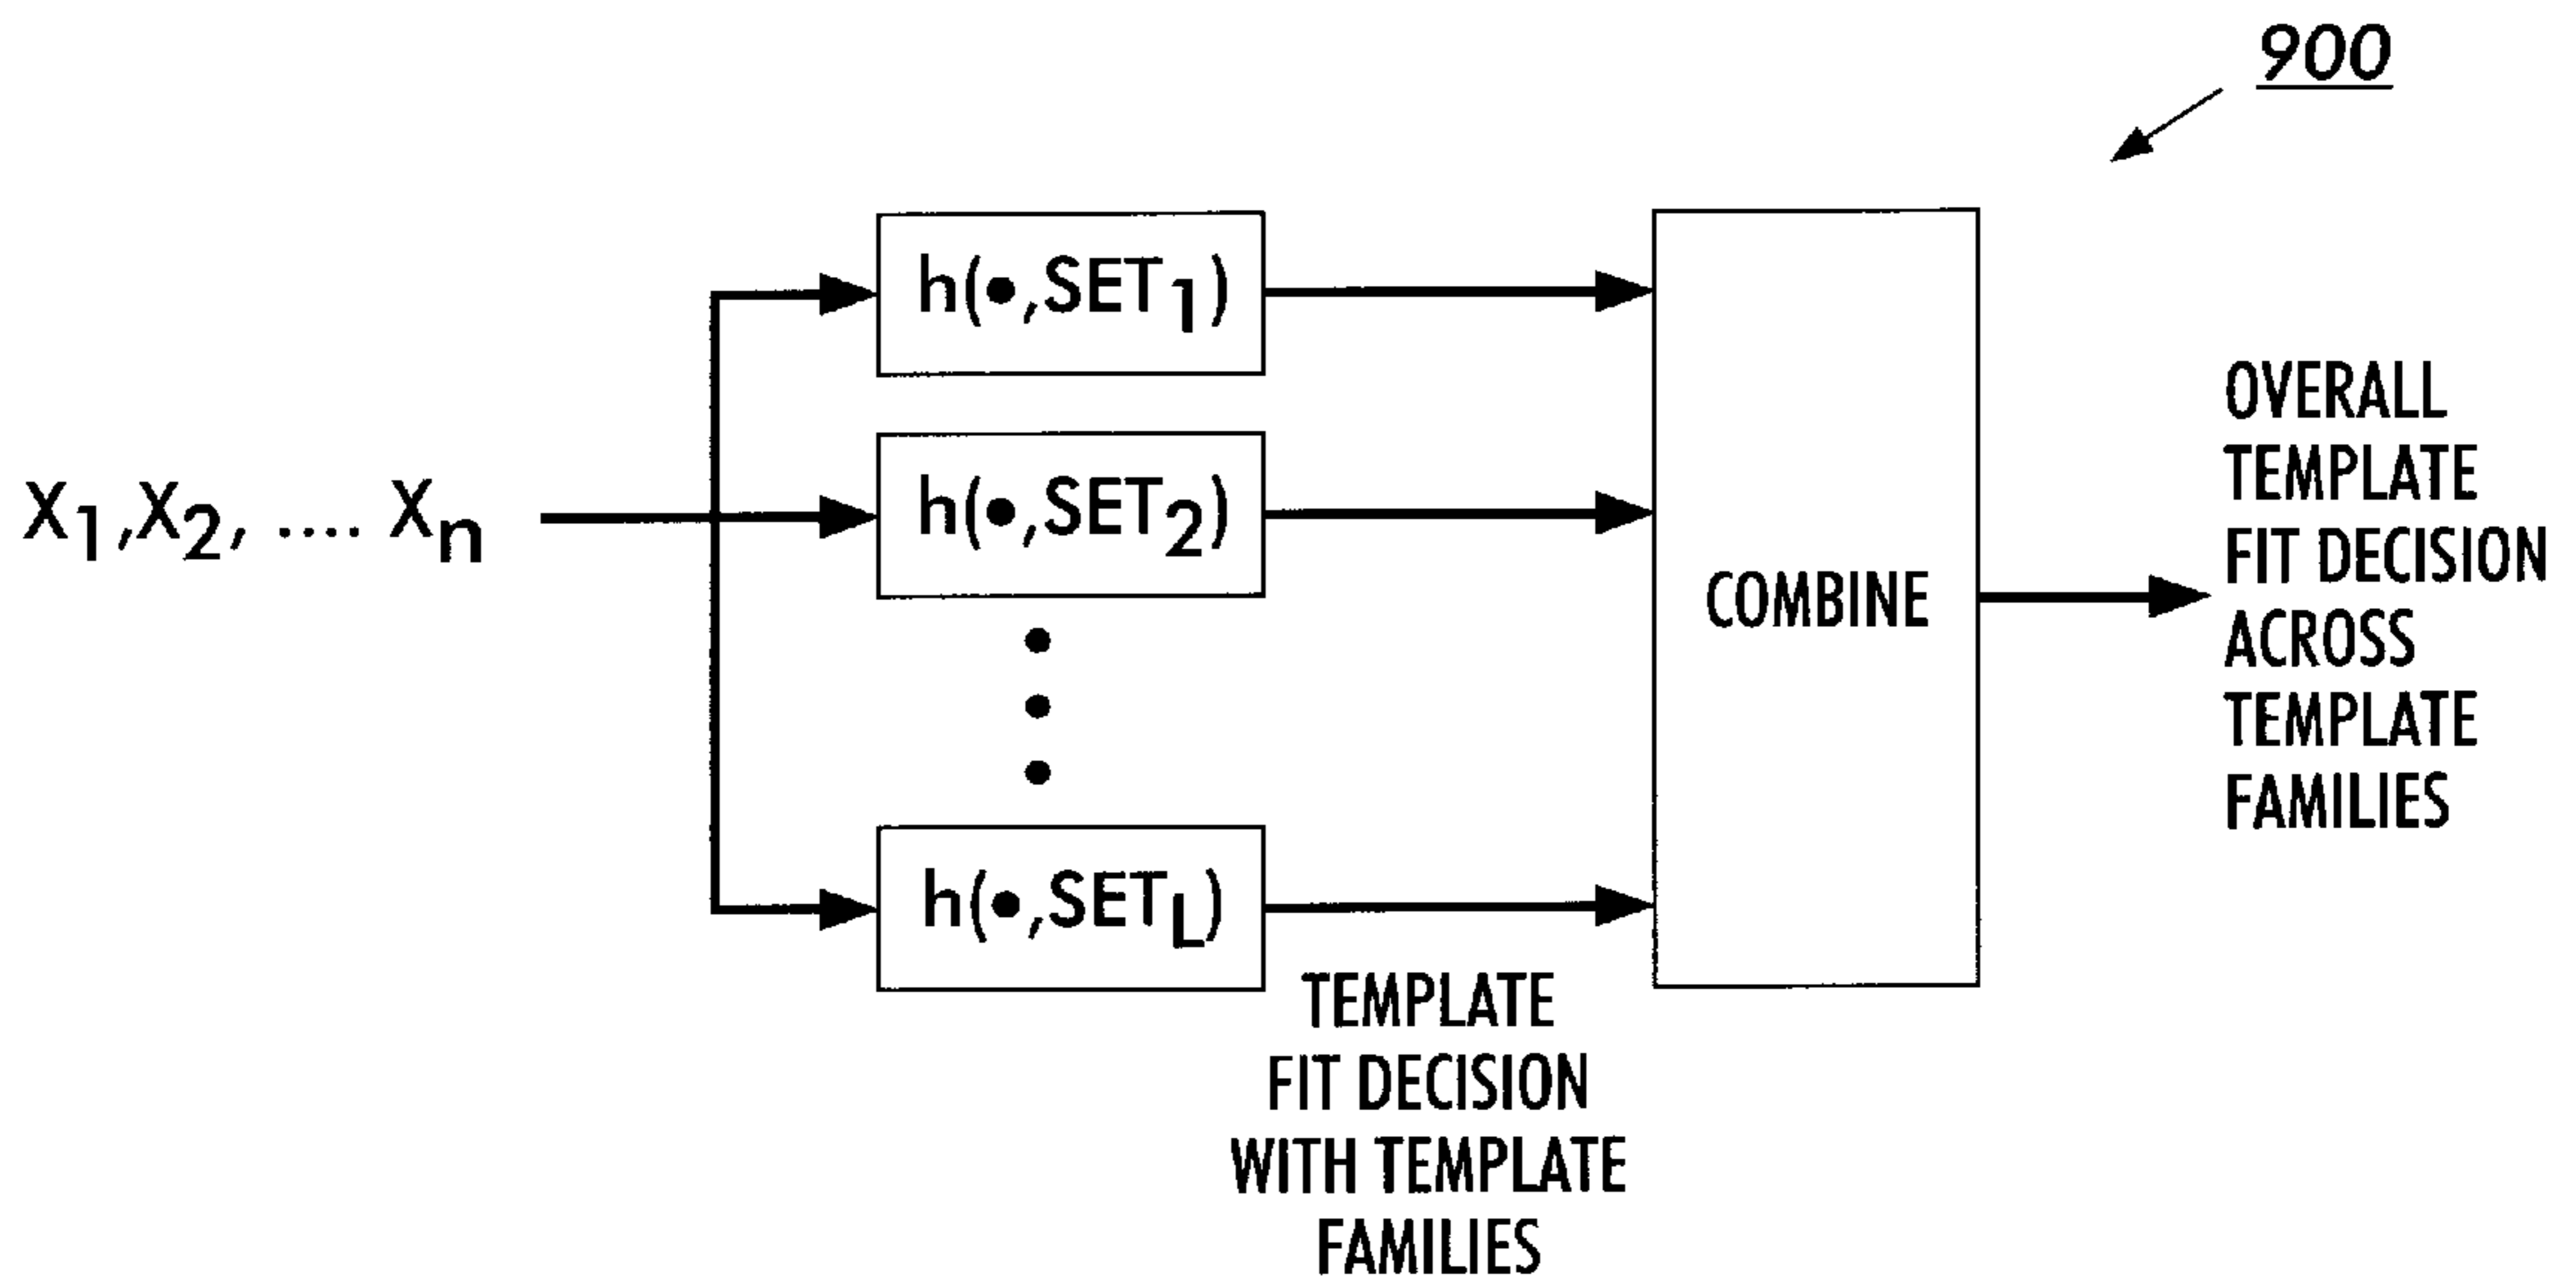 900
X1,X2, .... Xn
h(•,SET1)
h(•,SET2)
h(•,SETL)
COMBINE
OVERALL
TEMPLATE
FIT DECISION
ACROSS
TEMPLATE
FAMILIES
TEMPLATE
FIT DECISION
WITH TEMPLATE
FAMILIES